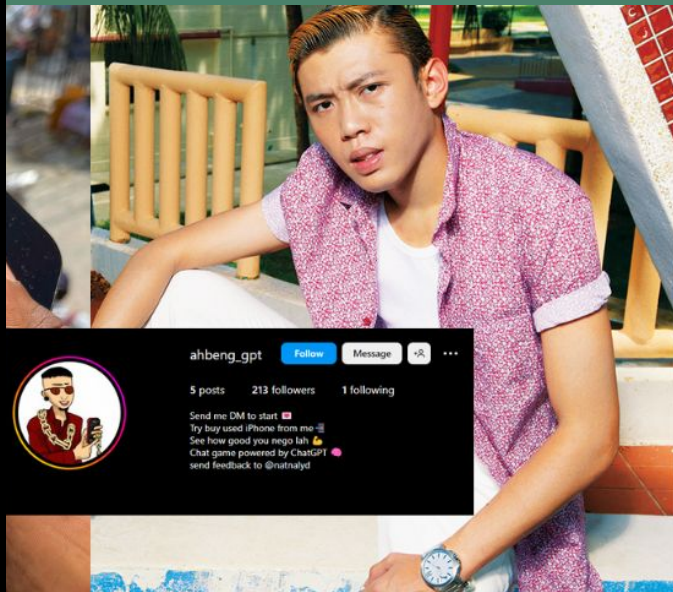 ahbeng_gpt
Follow
Message
5 posts 213 followers 1 following
Send me DM to start 💌
Try buy used iPhone from me 📲
See how good you nego lah 💪
Chat game powered by ChatGPT 🧠
send feedback to @natnalyd